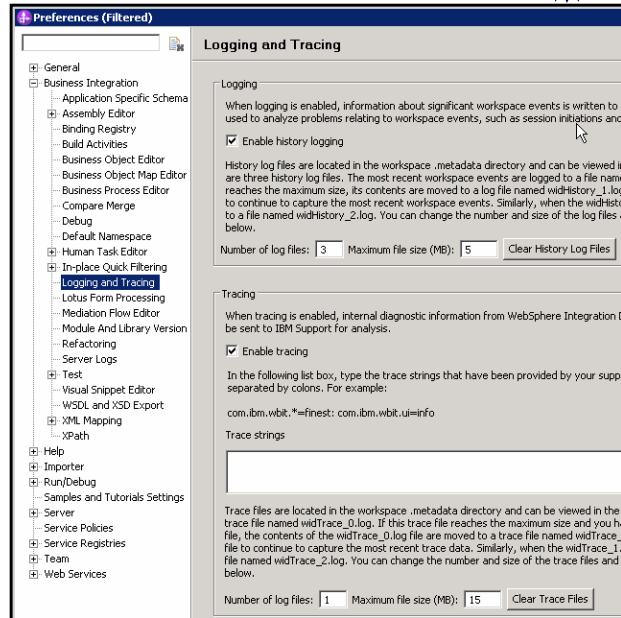 Preferences (Filtered)
Logging and Tracing
General
Business Integration
Application Specific Schema
Assembly Editor
Binding Registry
Build Activities
Business Object Editor
Business Object Map Editor
Business Process Editor
Compare Merge
Debug
Default Namespace
Human Task Editor
In-place Quick Filtering
Logging and Tracing
Lotus Form Processing
Mediation Flow Editor
Module And Library Version
Refactoring
Server Logs
Test
Visual Snippet Editor
WSDL and XSD Export
XML Mapping
XPath
Help
Importer
Run/Debug
Samples and Tutorials Settings
Server
Service Policies
Service Registries
Team
Web Services
Logging
When logging is enabled, information about significant workspace events is written to
used to analyze problems relating to workspace events, such as session initiations and
Enable history logging
History log files are located in the workspace .metadata directory and can be viewed
are three history log files. The most recent workspace events are logged to a file
reaches the maximum size, its contents are moved to a log file named widHistory_1.
to continue to capture the most recent workspace events. Similarly, when the
to a file named widHistory_2.log. You can change the number and size of the log files
below.
Number of log files: 3 Maximum file size (MB): 5 Clear History Log Files
Tracing
When tracing is enabled, internal diagnostic information from WebSphere Integration
be sent to IBM Support for analysis.
Enable tracing
In the following list box, type the trace strings that have been provided by your
separated by colons. For example:
com.ibm.wbit.*=finest: com.ibm.wbit.ui=info
Trace strings
Trace files are located in the workspace .metadata directory and can be viewed in the
trace file named widTrace_0.log. If this trace file reaches the maximum size and you
file, the contents of the widTrace_0.log file are moved to a trace file named widTrace_
file to continue to capture the most recent trace data. Similarly, when the widTrace_1.
file named widTrace_2.log. You can change the number and size of the trace files and
below.
Number of log files: 1 Maximum file size (MB): 15 Clear Trace Files